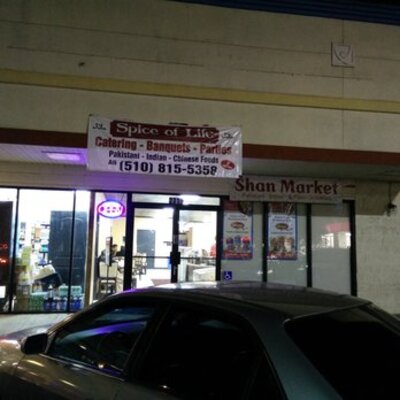 Spice of Life
Catering - Banquets - Parties
Pakistani - Indian - Chinese Foods
(510) 815-5358
Shan Market
OPEN